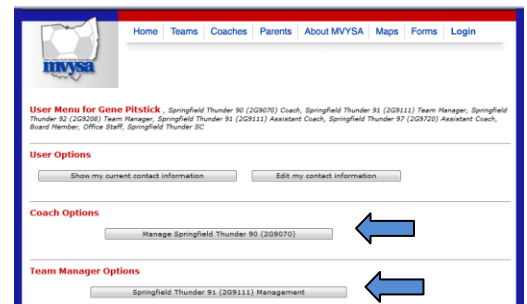 Home Teams Coaches Parents About MVYSA Maps Forms Login
mvysa
User Menu for Gene Pitstick , Springfield Thunder 90 (2G9070) Coach, Springfield Thunder 91 (2G9111) Team Manager, Springfield
Thunder 92 (2G9208) Team Manager, Springfield Thunder 91 (2G9111) Assistant Coach, Springfield Thunder 97 (2G9720) Assistant Coach,
Board Member, Office Staff, Springfield Thunder SC
User Options
Show my current contact information Edit my contact information
Coach Options
Manage Springfield Thunder 90 (2G9070)
Team Manager Options
Springfield Thunder 91 (2G9111) Management